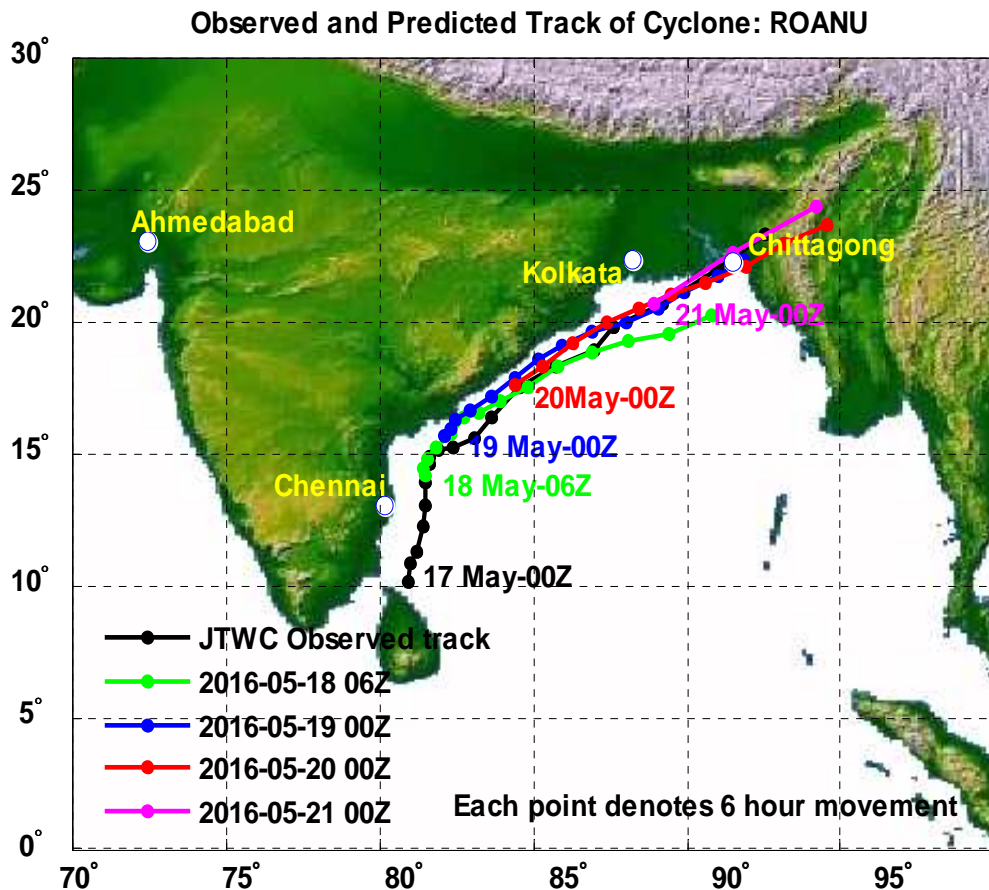 Observed and Predicted Track of Cyclone: ROANU
30°
25°
Ahmedabad
Kolkata
Chittagong
20°
21 May-00Z
20May-00Z
15°
19 May-00Z
Chennai
18 May-06Z
10°
17 May-00Z
JTWC Observed track
2016-05-18 06Z
5°
2016-05-19 00Z
2016-05-20 00Z
2016-05-21 00Z
Each point denotes 6 hour movement
0°
70° 75° 80° 85° 90° 95°